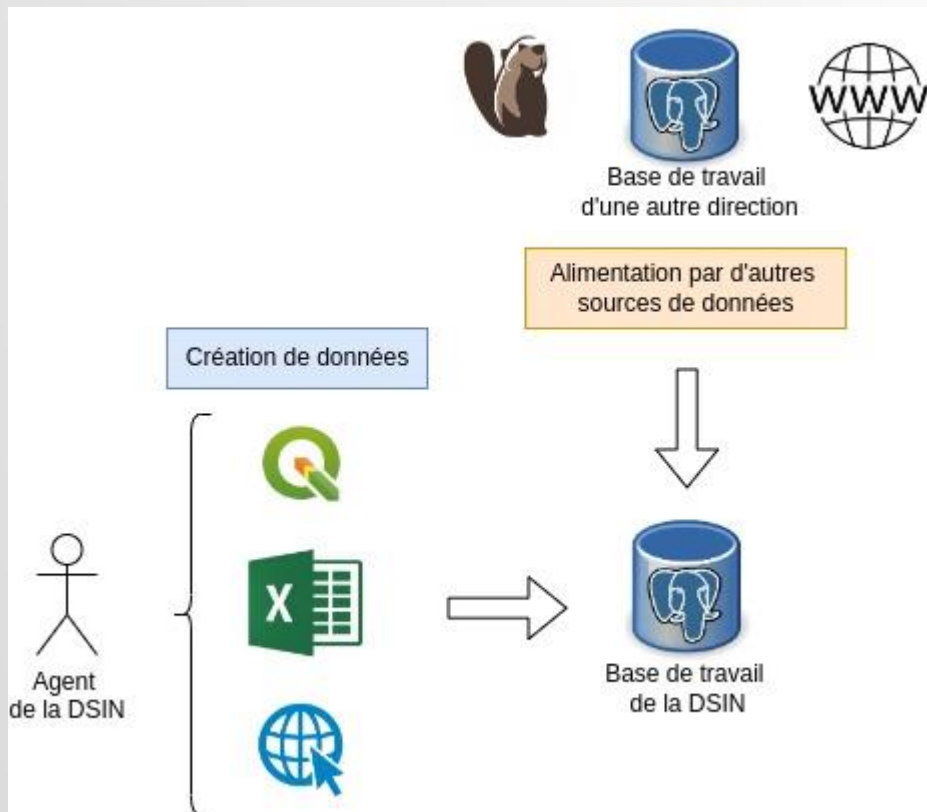 WWW
Base de travail
d'une autre direction
Alimentation par d'autres
sources de données
Création de données
X
Agent
de la DSIN
Base de travail
de la DSIN